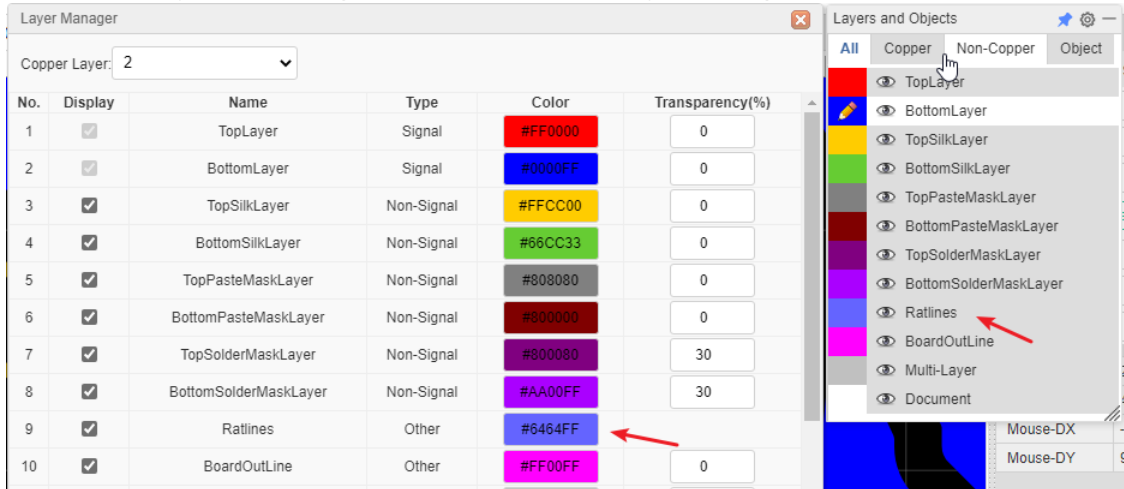 Layer Manager
Copper Layer: 2
No. Display Name Type Color Transparency(%)
1 TopLayer Signal #FF0000 0
2 BottomLayer Signal #0000FF 0
3 TopSilkLayer Non-Signal #FFCC00 0
4 BottomSilkLayer Non-Signal #66CC33 0
5 TopPasteMaskLayer Non-Signal #808080 0
6 BottomPasteMaskLayer Non-Signal #800000 0
7 TopSolderMaskLayer Non-Signal #800080 30
8 BottomSolderMaskLayer Non-Signal #AA00FF 30
9 Ratlines Other #6464FF
10 BoardOutLine Other #FF00FF 0
Layers and Objects
All Copper Non-Copper Object
TopLayer
BottomLayer
TopSilkLayer
BottomSilkLayer
TopPasteMaskLayer
BottomPasteMaskLayer
TopSolderMaskLayer
BottomSolderMaskLayer
Ratlines
BoardOutLine
Multi-Layer
Document
Mouse-DX
Mouse-DY